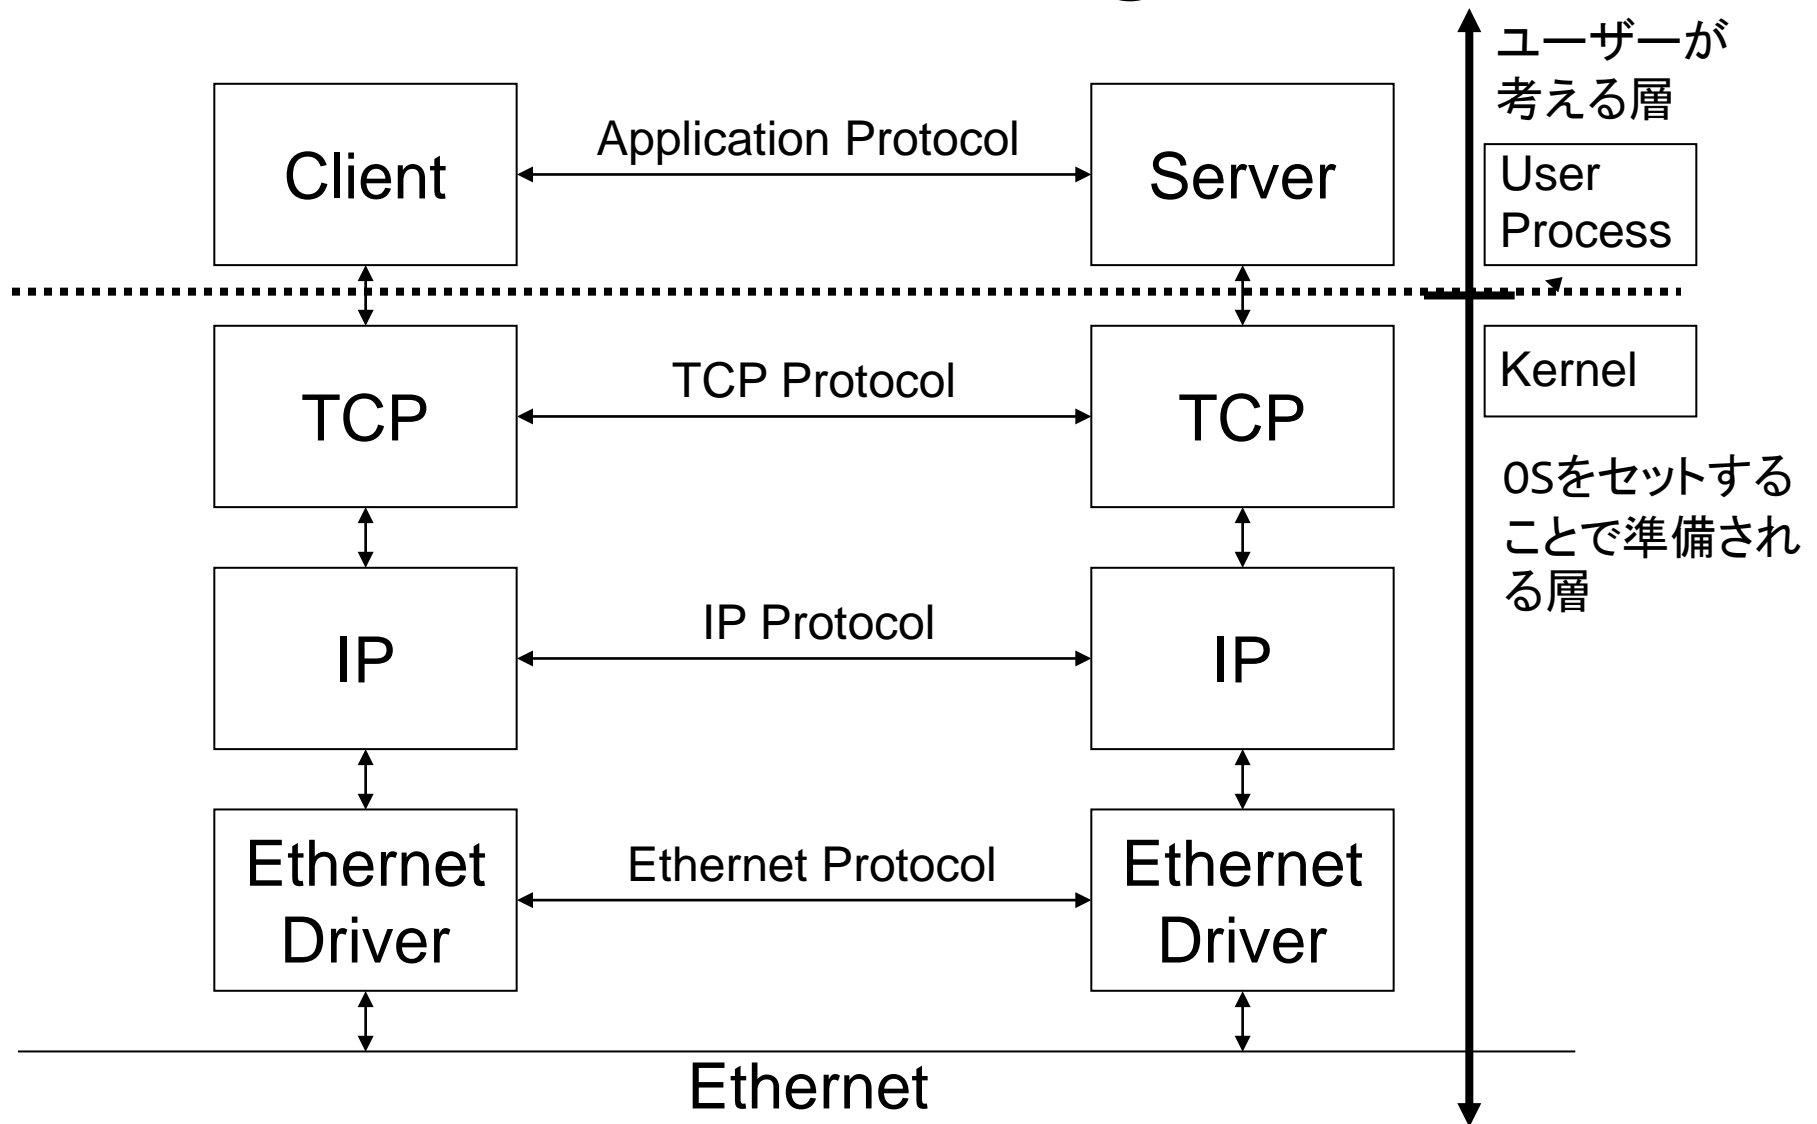 ユーザーが
考える層
Client
Application Protocol
Server
User
Process
TCP
TCP Protocol
TCP
Kernel
OSをセットする
ことで準備され
る層
IP
IP Protocol
IP
Ethernet
Driver
Ethernet Protocol
Ethernet
Driver
Ethernet